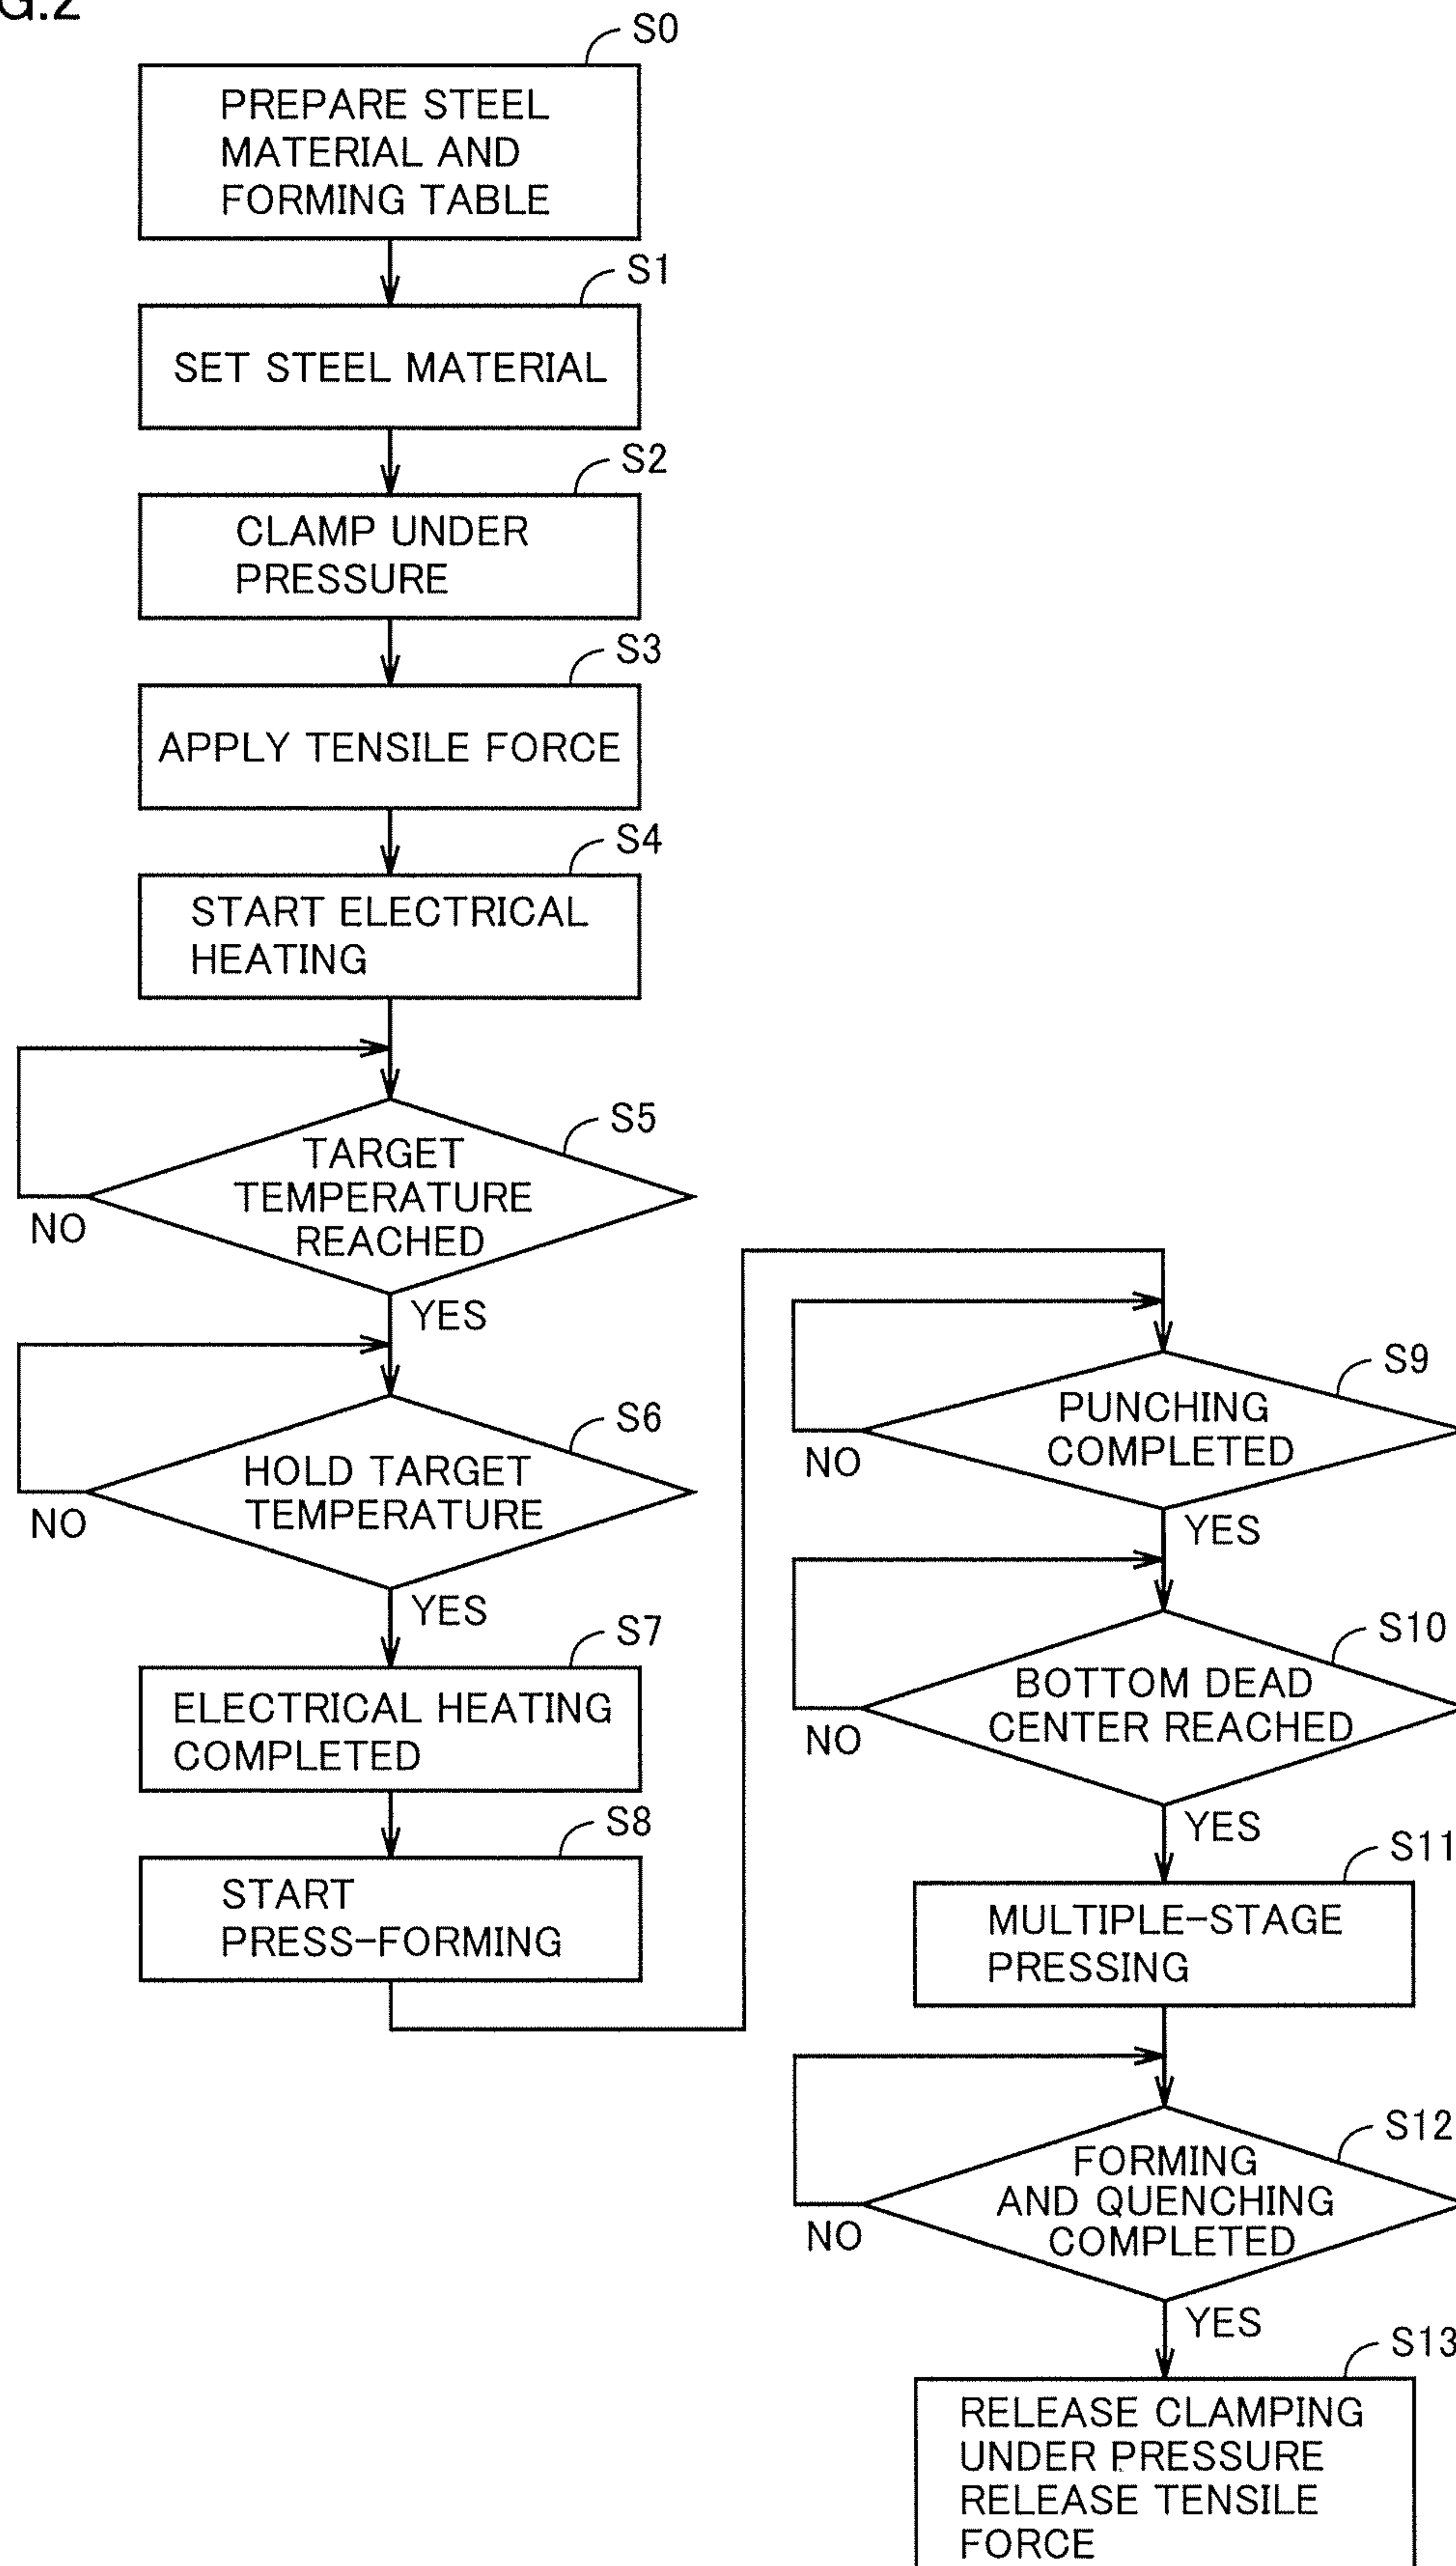 G.2
S0
PREPARE STEEL
MATERIAL AND
FORMING TABLE
S1
SET STEEL MATERIAL
S2
CLAMP UNDER
PRESSURE
S3
APPLY TENSILE FORCE
S4
START ELECTRICAL
HEATING
S5
TARGET
TEMPERATURE
REACHED
NO
YES
S6
HOLD TARGET
TEMPERATURE
NO
YES
S7
ELECTRICAL HEATING
COMPLETED
S8
START
PRESS-FORMING
S9
PUNCHING
COMPLETED
NO
YES
S10
BOTTOM DEAD
CENTER REACHED
NO
YES
S11
MULTIPLE-STAGE
PRESSING
S12
FORMING
AND QUENCHING
COMPLETED
NO
YES
S13
RELEASE CLAMPING
UNDER PRESSURE
RELEASE TENSILE
FORCE